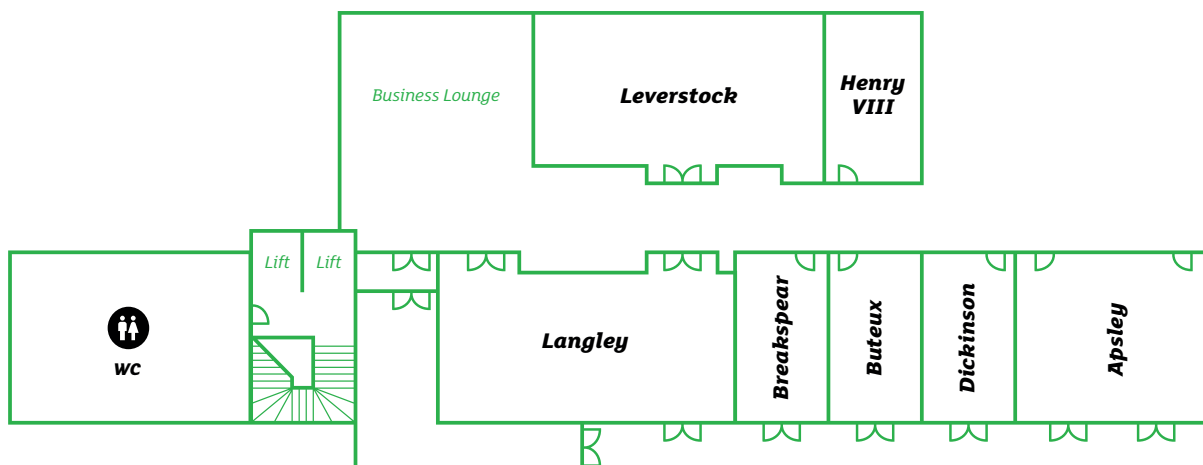 Business Lounge
Leverstock
Henry
VIII
Lift
Lift
WC
Langley
Breakspear
Buteux
Dickinson
Apsley